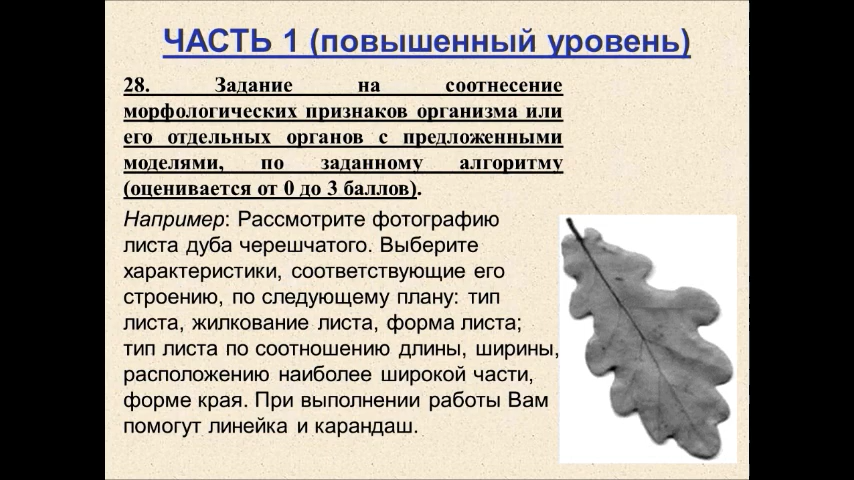 ЧАСТЬ 1 (повышенный уровень)
28. Задание на соотнесение
морфологических признаков организма или
его отдельных органов с предложенными
моделями, по заданному алгоритму
(оценивается от 0 до 3 баллов).
Например: Рассмотрите фотографию
листа дуба черешчатого. Выберите
характеристики, соответствующие его
строению, по следующему плану: тип
листа, жилкование листа, форма листа;
тип листа по соотношению длины, ширины,
расположению наиболее широкой части,
форме края. При выполнении работы Вам
помогут линейка и карандаш.